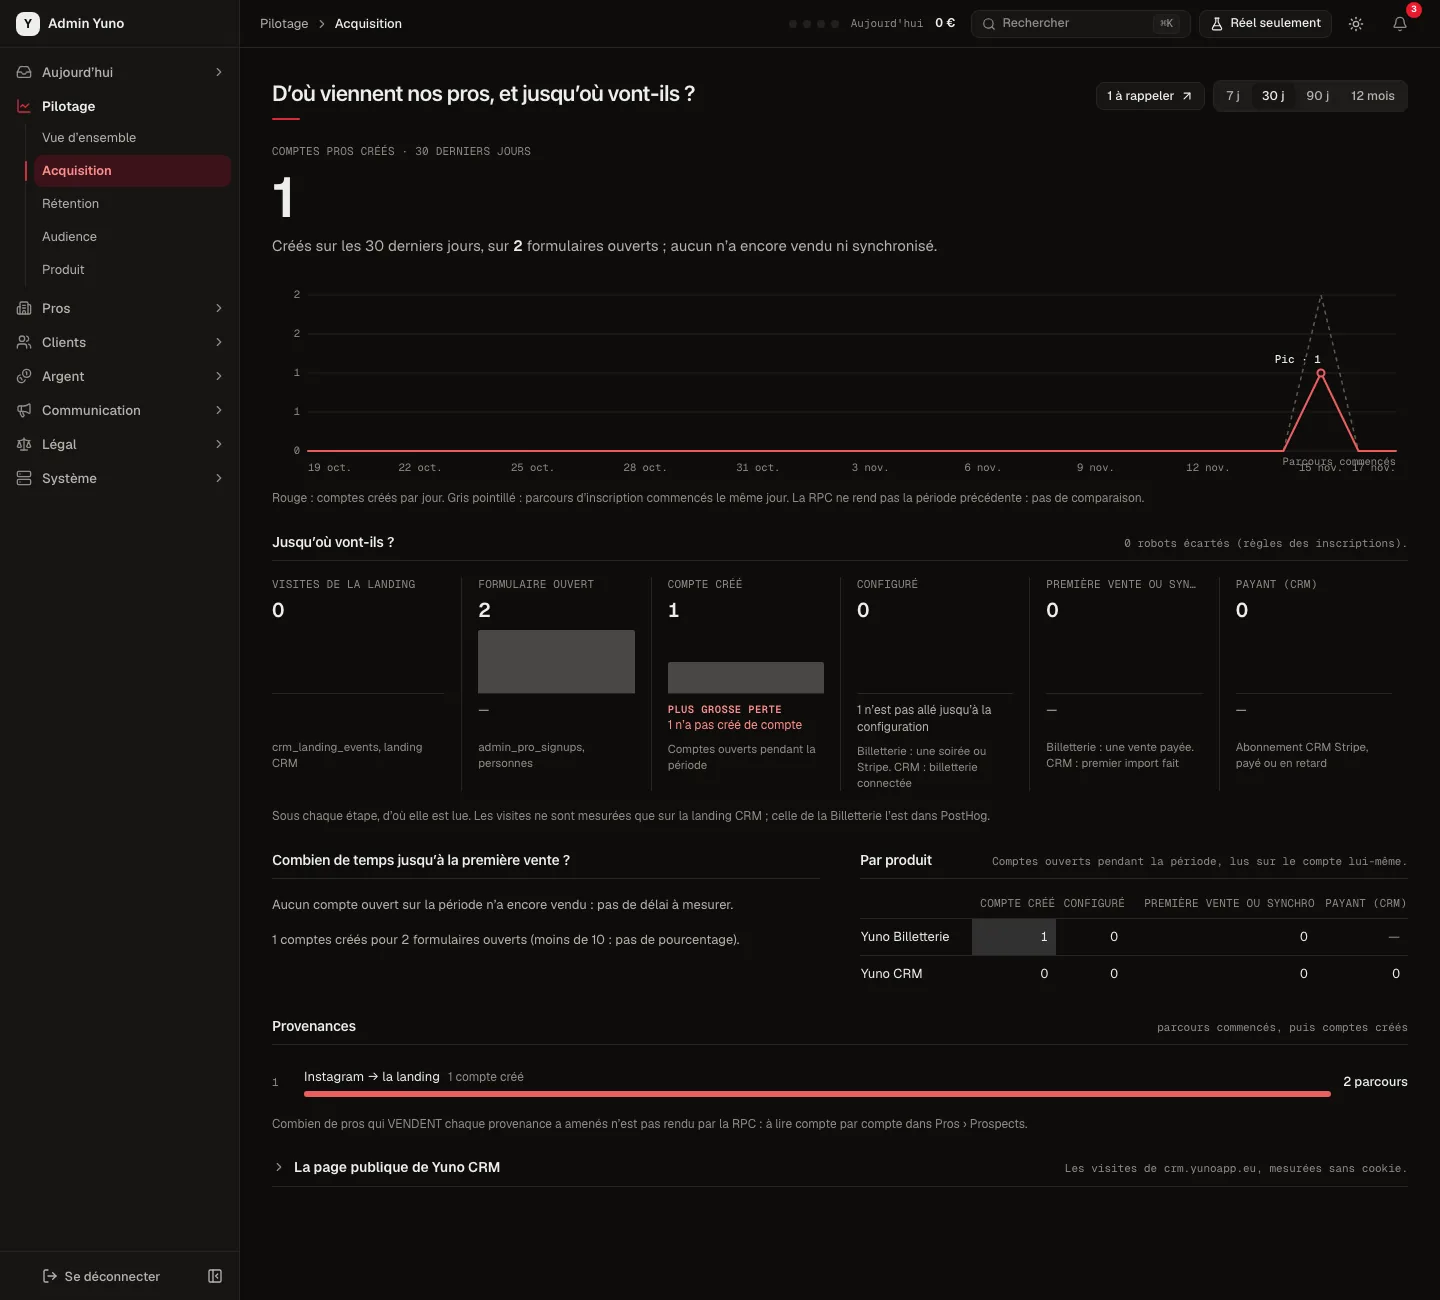 Y Admin Yuno
Pilotage > Acquisition
Aujourd'hui 0 €
Rechercher ⌘K
Réel seulement
3
Aujourd'hui
Pilotage
Vue d'ensemble
Acquisition
Rétention
Audience
Produit
Pros
Clients
Argent
Communication
Légal
Système
Se déconnecter
D'où viennent nos pros, et jusqu'où vont-ils ?
1 à rappeler
7 j 30 j 90 j 12 mois
COMPTES PROS CRÉÉS · 30 DERNIERS JOURS
1
Créés sur les 30 derniers jours, sur 2 formulaires ouverts ; aucun n'a encore vendu ni synchronisé.
2
2
1
1
0
Pic : 1
Parcours commencés
19 oct. 22 oct. 25 oct. 28 oct. 31 oct. 3 nov. 6 nov. 9 nov. 12 nov. 15 nov. 17 nov.
Rouge : comptes créés par jour. Gris pointillé : parcours d'inscription commencés le même jour. La RPC ne rend pas la période précédente : pas de comparaison.
Jusqu'où vont-ils ?
0 robots écartés (règles des inscriptions).
VISITES DE LA LANDING
0
crm_landing_events, landing
CRM
FORMULAIRE OUVERT
2
—
admin_pro_signups,
personnes
COMPTE CRÉÉ
1
PLUS GROSSE PERTE
1 n'a pas créé de compte
Comptes ouverts pendant la
période
CONFIGURÉ
0
1 n'est pas allé jusqu'à la
configuration
Billetterie : une soirée ou
Stripe. CRM : billetterie
connectée
PREMIÈRE VENTE OU SYN…
0
—
Billetterie : une vente payée.
CRM : premier import fait
PAYANT (CRM)
0
—
Abonnement CRM Stripe,
payé ou en retard
Sous chaque étape, d'où elle est lue. Les visites ne sont mesurées que sur la landing CRM ; celle de la Billetterie l'est dans PostHog.
Combien de temps jusqu'à la première vente ?
Aucun compte ouvert sur la période n'a encore vendu : pas de délai à mesurer.
1 comptes créés pour 2 formulaires ouverts (moins de 10 : pas de pourcentage).
Par produit
Comptes ouverts pendant la période, lus sur le compte lui-même.
COMPTE CRÉÉ CONFIGURÉ PREMIÈRE VENTE OU SYNCHRO PAYANT (CRM)
Yuno Billetterie 1 0 0 —
Yuno CRM 0 0 0 0
Provenances
parcours commencés, puis comptes créés
1 Instagram → la landing 1 compte créé 2 parcours
Combien de pros qui VENDENT chaque provenance a amenés n'est pas rendu par la RPC : à lire compte par compte dans Pros › Prospects.
La page publique de Yuno CRM
Les visites de crm.yunoapp.eu, mesurées sans cookie.